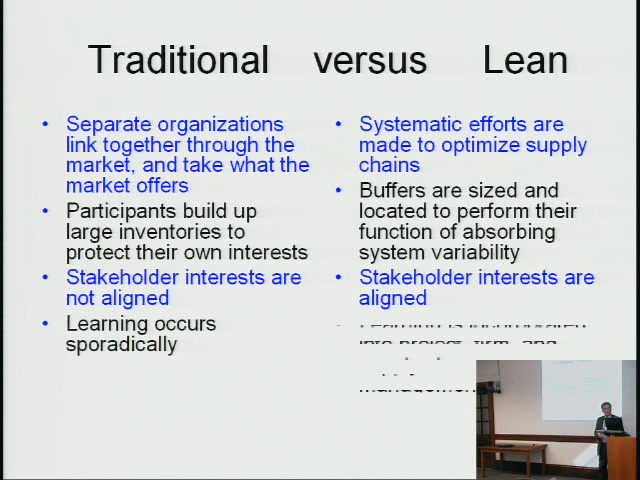 Traditional versus Lean
• Separate organizations
link together through the
market, and take what the
market offers
• Participants build up
large inventories to
protect their own interests
• Stakeholder interests are
not aligned
• Learning occurs
sporadically
• Systematic efforts are
made to optimize supply
chains
• Buffers are sized and
located to perform their
function of absorbing
system variability
• Stakeholder interests are
aligned